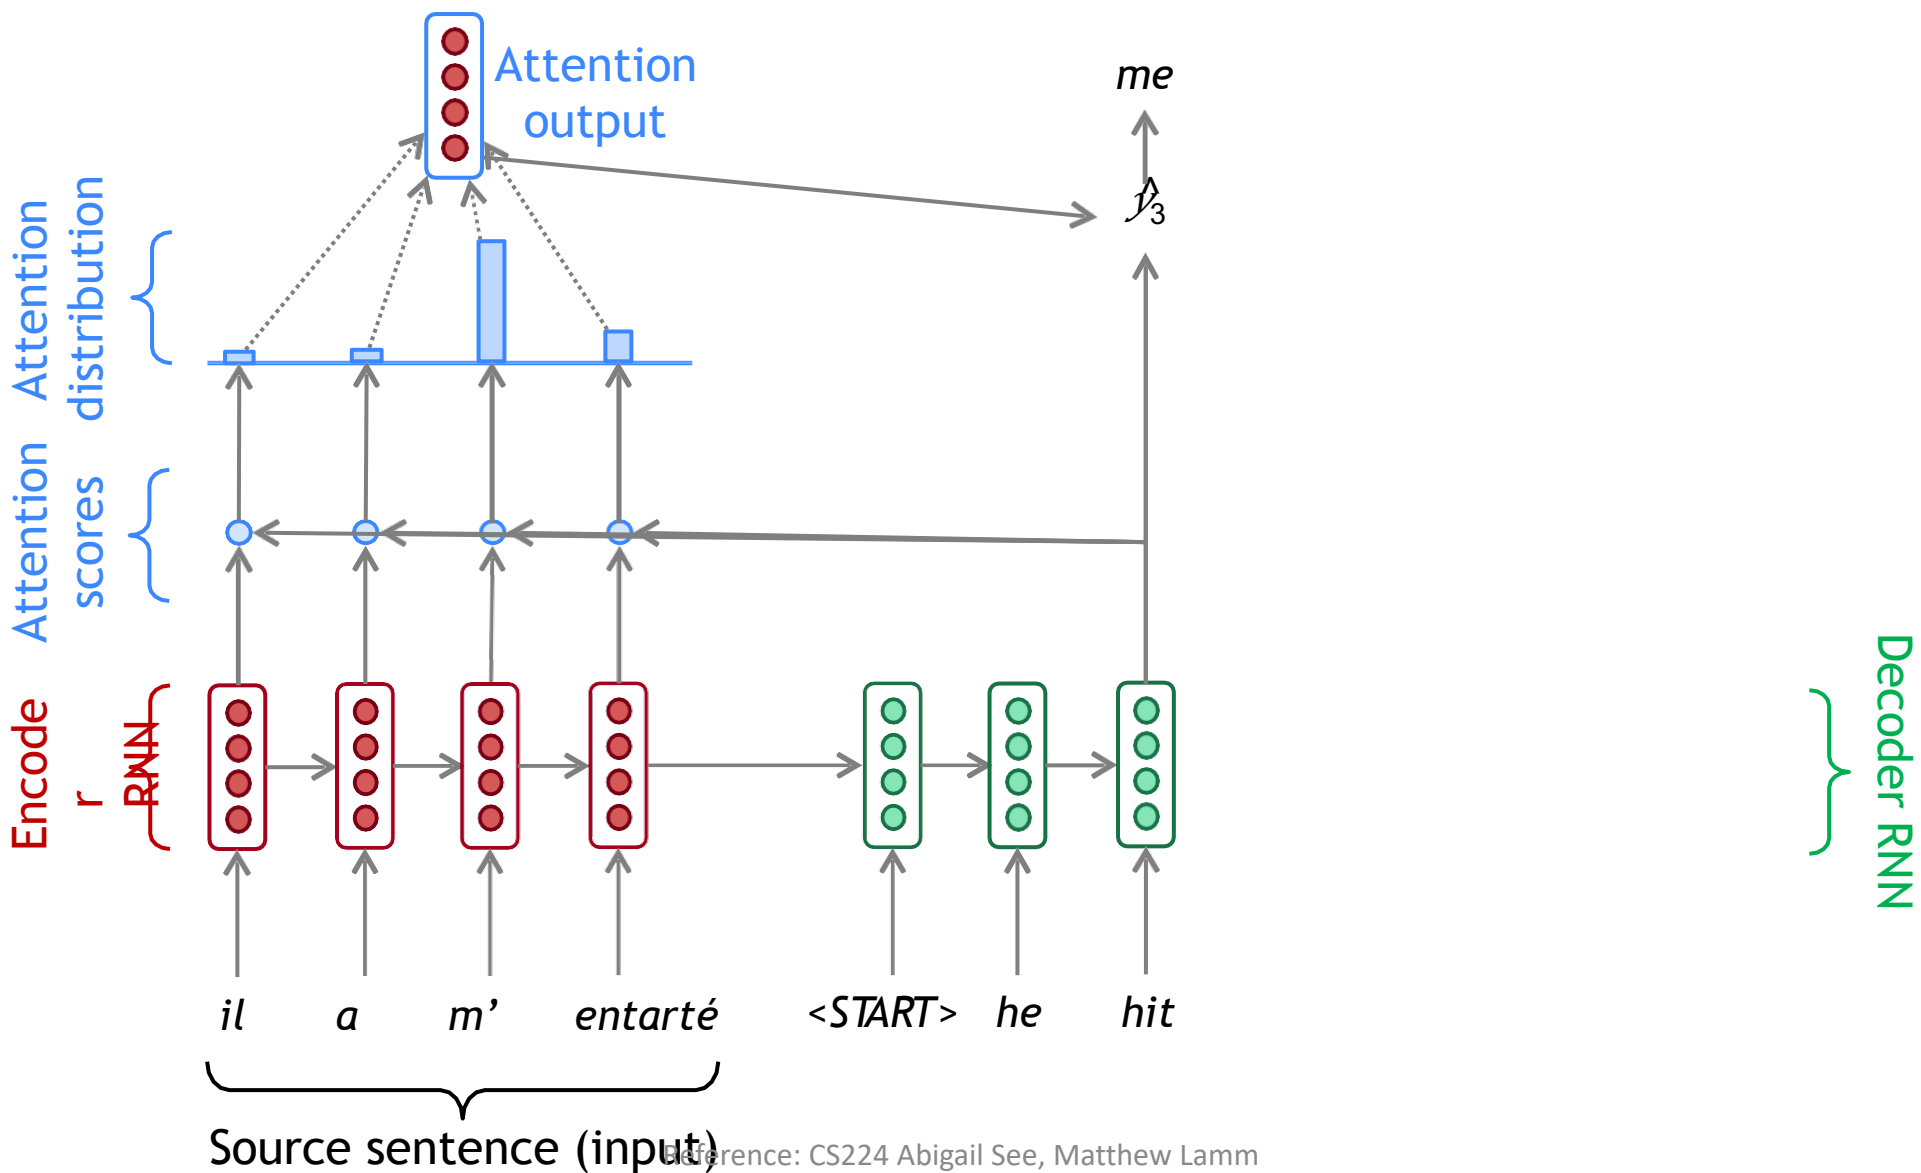 Attention
output
me
ŷ3
Attention
distribution
Attention
scores
Encode
r
RNN
Decoder RNN
il a m’ entarté <START> he hit
Source sentence (input)
Reference: CS224 Abigail See, Matthew Lamm